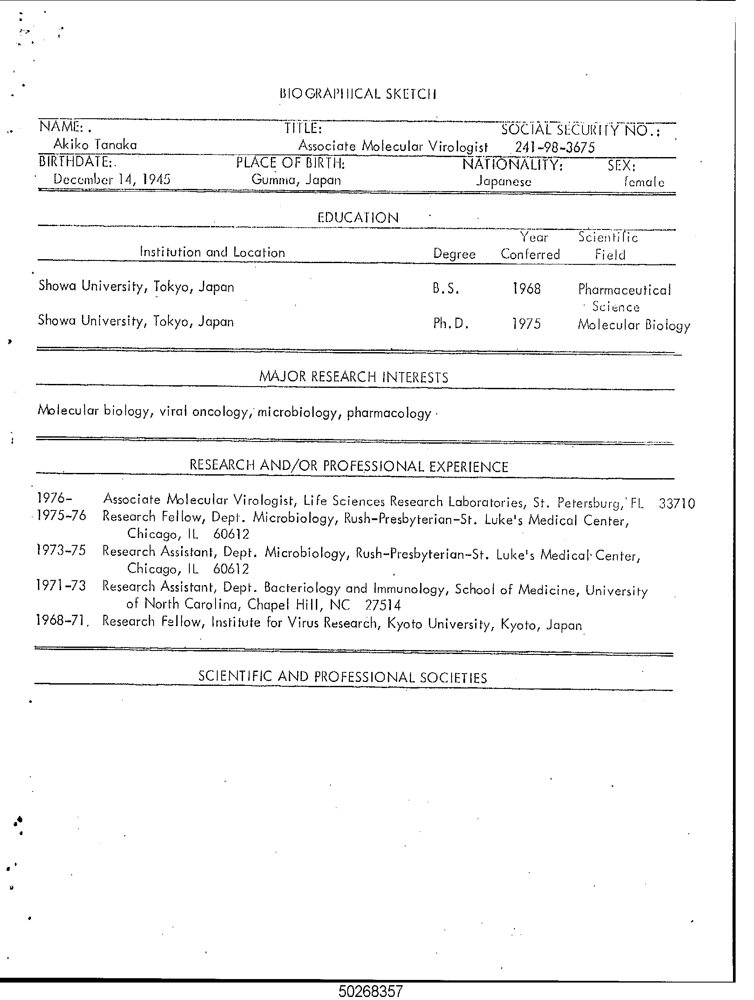 BIOGRAPHICAL SKETCH
NAME: . TITLE: SOCIAL SECURITY NO.:
Akiko Tanaka Associate Molecular Virologist 241-98-3675
BIRTHDATE:. PLACE OF BIRTH: NATIONALITY: SEX:
December 14, 1945 Gumma, Japan Japanese female
EDUCATION
Year Scientific
Institution and Location Degree Conferred Field
Showa University, Tokyo, Japan B.S. 1968 Pharmaceutical
Science
Showa University, Tokyo, Japan Ph.D. 1975 Molecular Biology
MAJOR RESEARCH INTERESTS
Molecular biology, viral oncology, microbiology, pharmacology
RESEARCH AND/OR PROFESSIONAL EXPERIENCE
1976- Associate Molecular Virologist, Life Sciences Research Laboratories, St. Petersburg, FL 33710
1975-76 Research Fellow, Dept. Microbiology, Rush-Presbyterian-St. Luke's Medical Center,
Chicago, IL 60612
1973-75 Research Assistant, Dept. Microbiology, Rush-Presbyterian-St. Luke's Medical Center,
Chicago, IL 60612
1971-73 Research Assistant, Dept. Bacteriology and Immunology, School of Medicine, University
of North Carolina, Chapel Hill, NC 27514
1968-71. Research Fellow, Institute for Virus Research, Kyoto University, Kyoto, Japan
SCIENTIFIC AND PROFESSIONAL SOCIETIES
50268357